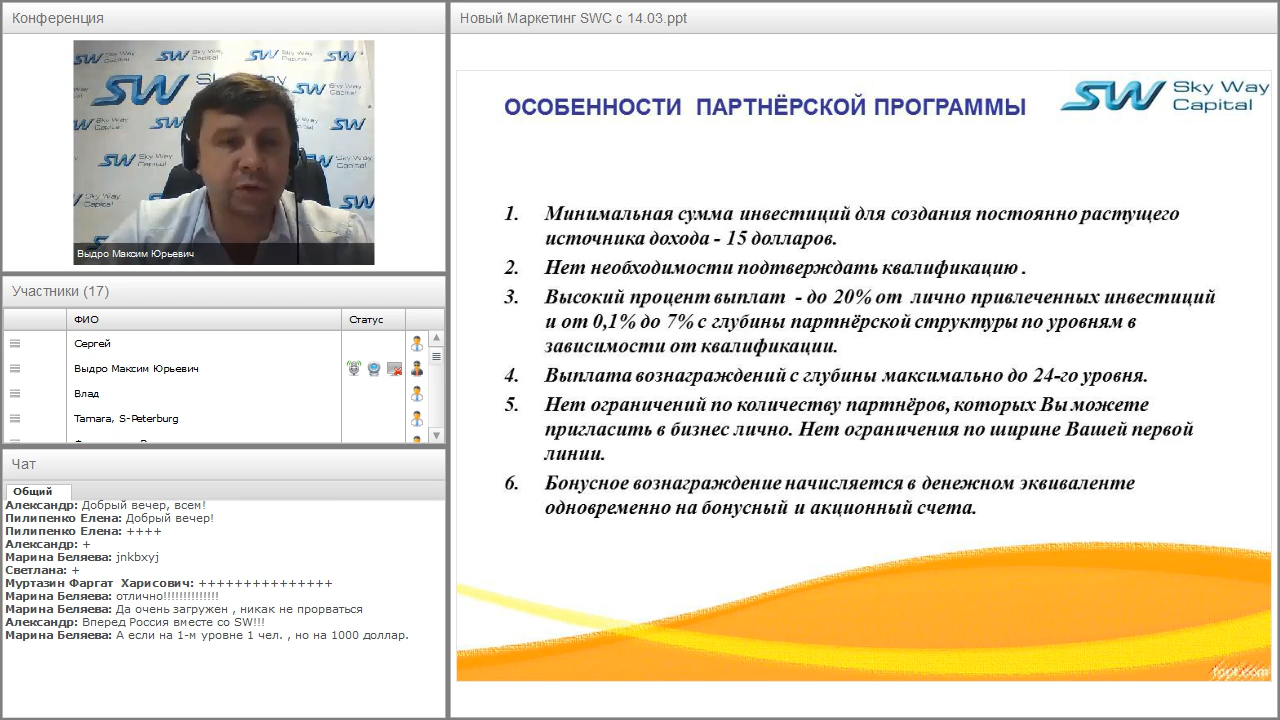 Конференция
SW Sky Way Capital
Выдро Максим Юрьевич
Участники (17)
ФИО
Статус
Сергей
Выдро Максим Юрьевич
Влад
Tamara, S-Peterburg
Чат
Общий
Александр: Добрый вечер, всем!
Пилипенко Елена: Добрый вечер!
Пилипенко Елена: ++++
Александр: +
Марина Беляева: jnkbxyj
Светлана: +
Муртазин Фаргат Харисович: +++++++++++++++
Марина Беляева: отлично!!!!!!!!!!!!!!
Марина Беляева: Да очень загружен , никак не прорваться
Александр: Вперед Россия вместе со SW!!!
Марина Беляева: А если на 1-м уровне 1 чел. , но на 1000 доллар.
Новый Маркетинг SWC с 14.03.ppt
ОСОБЕННОСТИ ПАРТНЁРСКОЙ ПРОГРАММЫ
SW Sky Way
Capital
1. Минимальная сумма инвестиций для создания постоянно растущего
источника дохода - 15 долларов.
2. Нет необходимости подтверждать квалификацию .
3. Высокий процент выплат - до 20% от лично привлеченных инвестиций
и от 0,1% до 7% с глубины партнёрской структуры по уровням в
зависимости от квалификации.
4. Выплата вознаграждений с глубины максимально до 24-го уровня.
5. Нет ограничений по количеству партнёров, которых Вы можете
пригласить в бизнес лично. Нет ограничения по ширине Вашей первой
линии.
6. Бонусное вознаграждение начисляется в денежном эквиваленте
одновременно на бонусный и акционный счета.
fppt.com